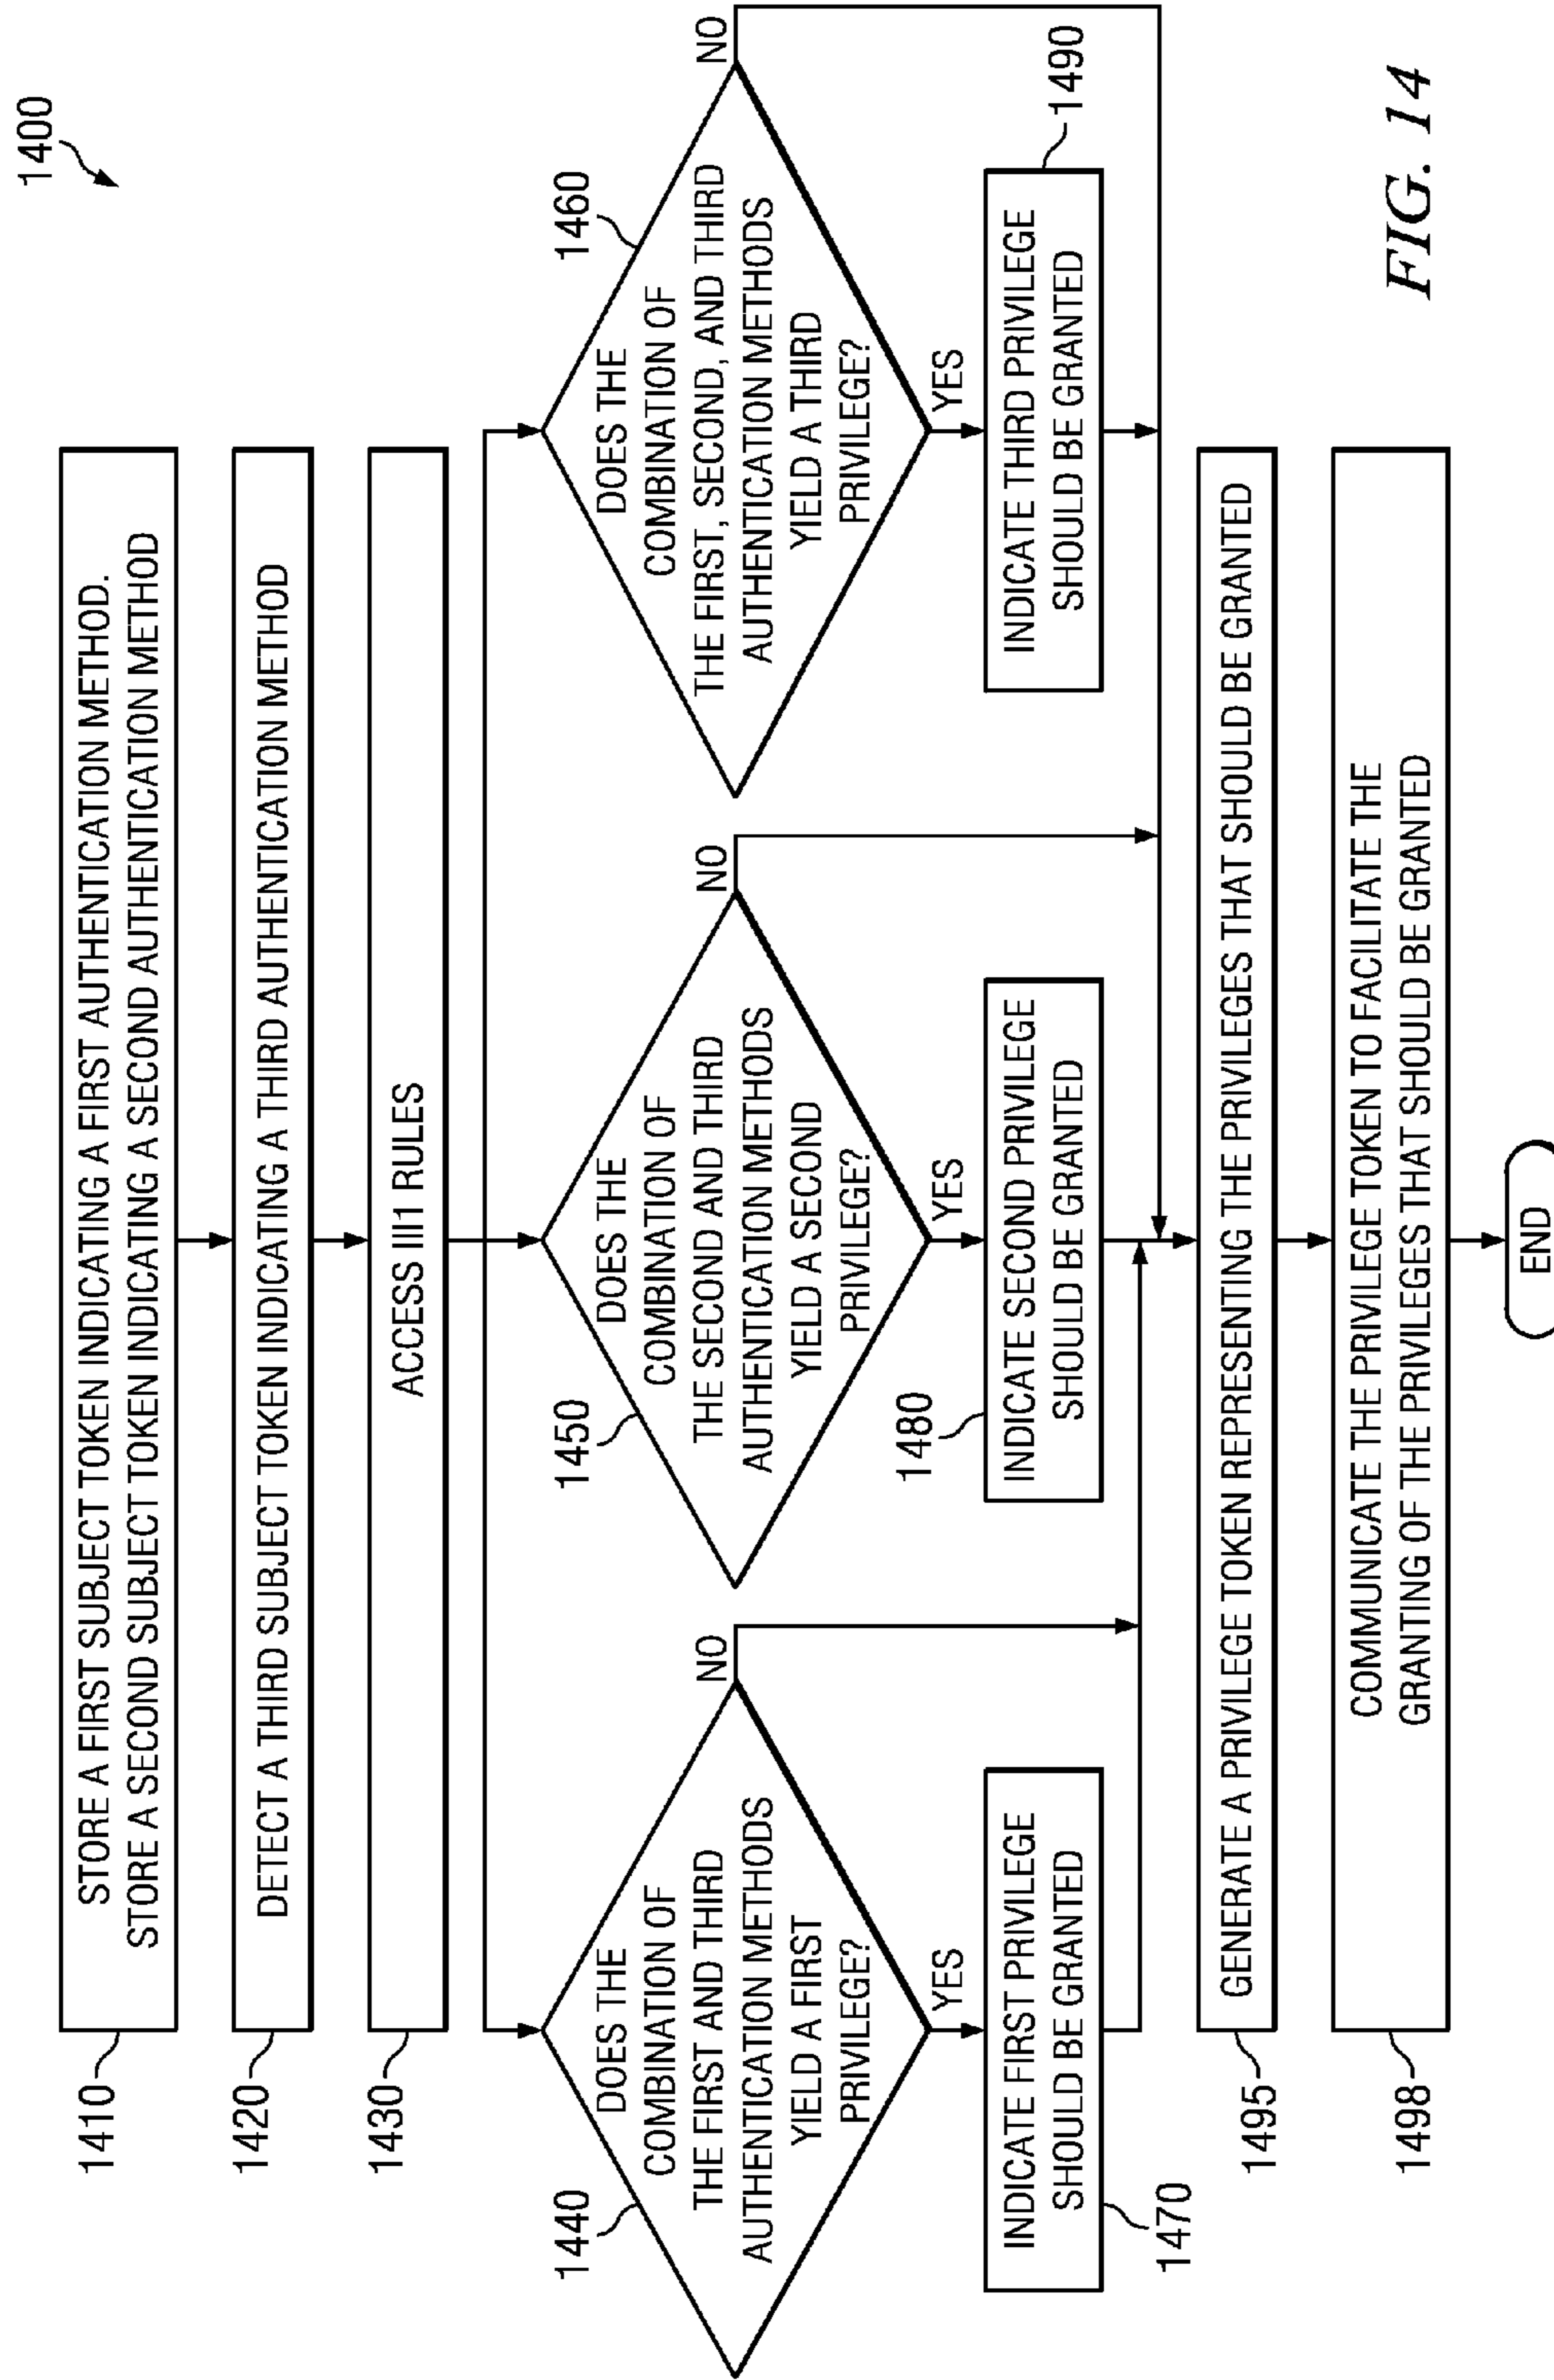 1400
1410
STORE A FIRST SUBJECT TOKEN INDICATING A FIRST AUTHENTICATION METHOD.
STORE A SECOND SUBJECT TOKEN INDICATING A SECOND AUTHENTICATION METHOD
1420
DETECT A THIRD SUBJECT TOKEN INDICATING A THIRD AUTHENTICATION METHOD
1430
ACCESS III1 RULES
1440
DOES THE
COMBINATION OF
THE FIRST AND THIRD
AUTHENTICATION METHODS
YIELD A FIRST
PRIVILEGE?
NO
YES
1450
DOES THE
COMBINATION OF
THE SECOND AND THIRD
AUTHENTICATION METHODS
YIELD A SECOND
PRIVILEGE?
NO
YES
1460
DOES THE
COMBINATION OF
THE FIRST, SECOND, AND THIRD
AUTHENTICATION METHODS
YIELD A THIRD
PRIVILEGE?
NO
YES
INDICATE FIRST PRIVILEGE
SHOULD BE GRANTED
1470
1480
INDICATE SECOND PRIVILEGE
SHOULD BE GRANTED
INDICATE THIRD PRIVILEGE
SHOULD BE GRANTED
1490
1495
GENERATE A PRIVILEGE TOKEN REPRESENTING THE PRIVILEGES THAT SHOULD BE GRANTED
1498
COMMUNICATE THE PRIVILEGE TOKEN TO FACILITATE THE
GRANTING OF THE PRIVILEGES THAT SHOULD BE GRANTED
END
FIG. 14